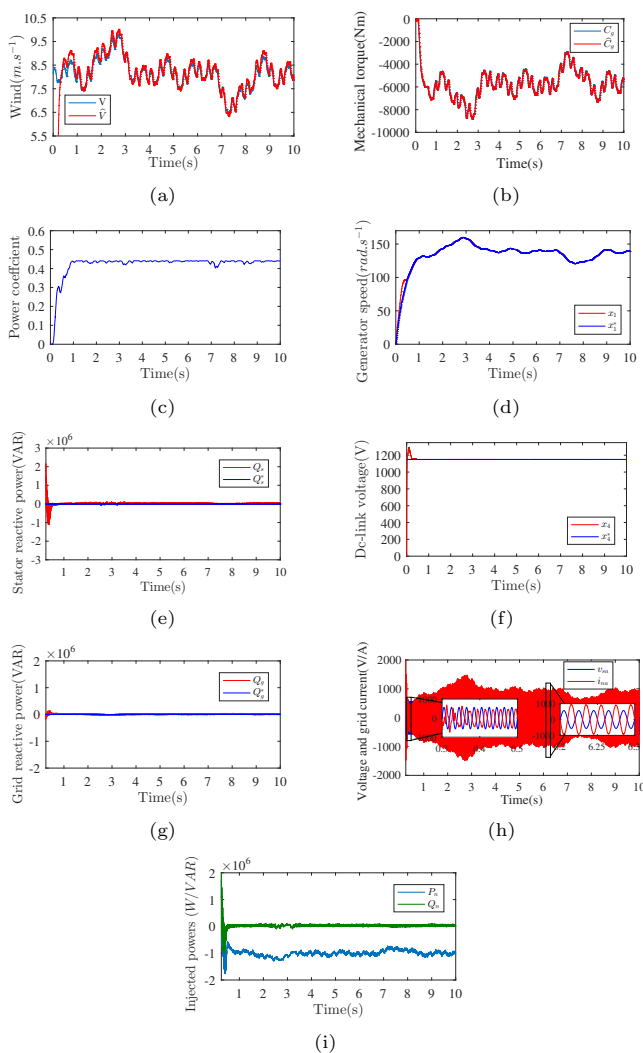 10.5
9.5
8.5
7.5
6.5
5.5
Wind(m.s⁻¹)
V
V̂
0 1 2 3 4 5 6 7 8 9 10
Time(s)
(a)
0
-2000
-4000
-6000
-8000
-10000
Mechanical torque(Nm)
C_g
Ĉ_g
0 1 2 3 4 5 6 7 8 9 10
Time(s)
(b)
0.6
0.5
0.4
0.3
0.2
0.1
0
Power coefficient
0 1 2 3 4 5 6 7 8 9 10
Time(s)
(c)
150
100
50
0
Generator speed(rad.s⁻¹)
x₁
x₁*
0 1 2 3 4 5 6 7 8 9 10
Time(s)
(d)
×10⁶
3
2
1
0
-1
-2
-3
Stator reactive power(VAR)
Q_s
Q_s*
1 2 3 4 5 6 7 8 9 10
Time(s)
(e)
1200
1000
800
600
400
200
0
Dc-link voltage(V)
x₄
x₄*
0 1 2 3 4 5 6 7 8 9 10
Time(s)
(f)
×10⁶
2
1
0
-1
-2
Grid reactive power(VAR)
Q_g
Q_g*
1 2 3 4 5 6 7 8 9 10
Time(s)
(g)
2000
1000
0
-1000
-2000
Voltage and grid current(V/A)
v_sa
i_na
0
0.5
1000
0
-1000
6.25
1 2 3 4 5 6 7 8 9 10
Time(s)
(h)
×10⁶
2
1
0
-1
-2
Injected powers (W/VAR)
P_n
Q_n
1 2 3 4 5 6 7 8 9 10
Time(s)
(i)